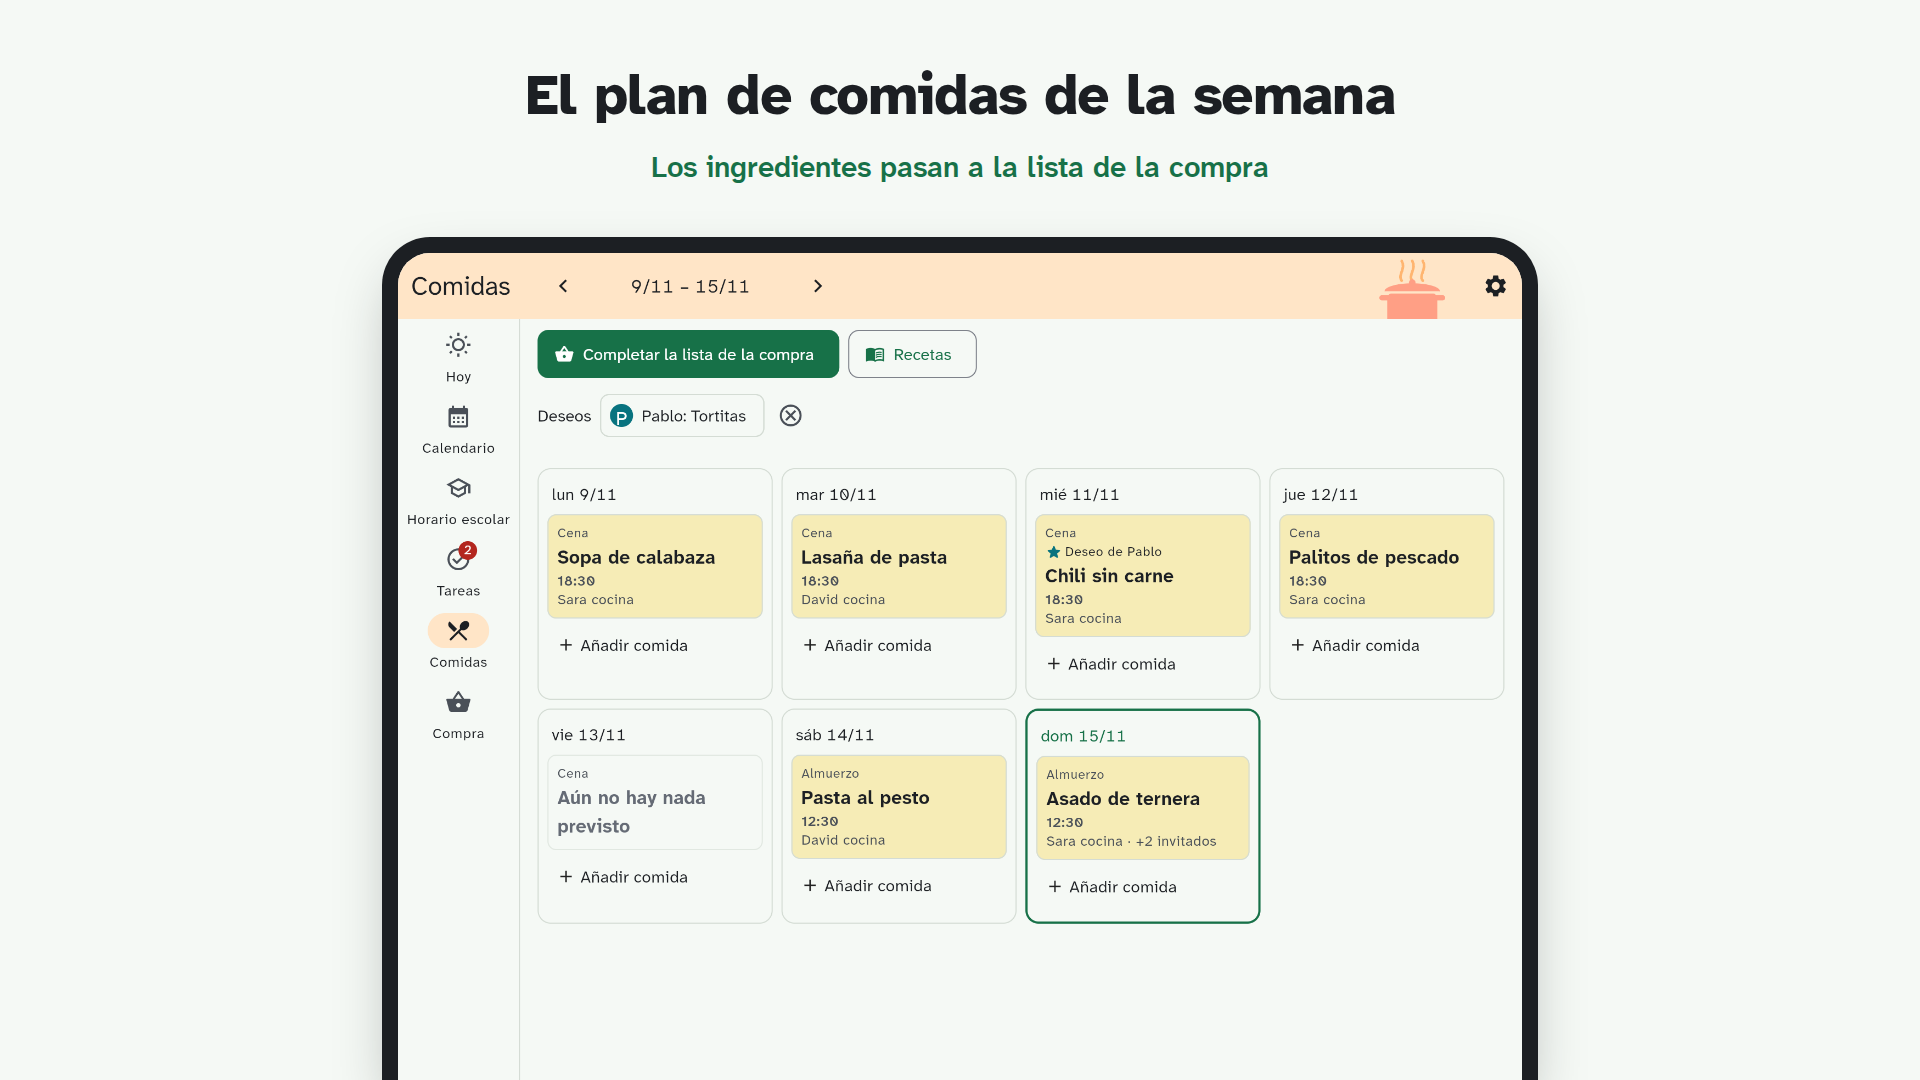 El plan de comidas de la semana
Los ingredientes pasan a la lista de la compra
Comidas
9/11 – 15/11
Hoy
Calendario
Horario escolar
2
Tareas
Comidas
Compra
Completar la lista de la compra
Recetas
Deseos
P
Pablo: Tortitas
lun 9/11
Cena
Sopa de calabaza
18:30
Sara cocina
+ Añadir comida
mar 10/11
Cena
Lasaña de pasta
18:30
David cocina
+ Añadir comida
mié 11/11
Cena
Deseo de Pablo
Chili sin carne
18:30
Sara cocina
+ Añadir comida
jue 12/11
Cena
Palitos de pescado
18:30
Sara cocina
+ Añadir comida
vie 13/11
Cena
Aún no hay nada
previsto
+ Añadir comida
sáb 14/11
Almuerzo
Pasta al pesto
12:30
David cocina
+ Añadir comida
dom 15/11
Almuerzo
Asado de ternera
12:30
Sara cocina · +2 invitados
+ Añadir comida